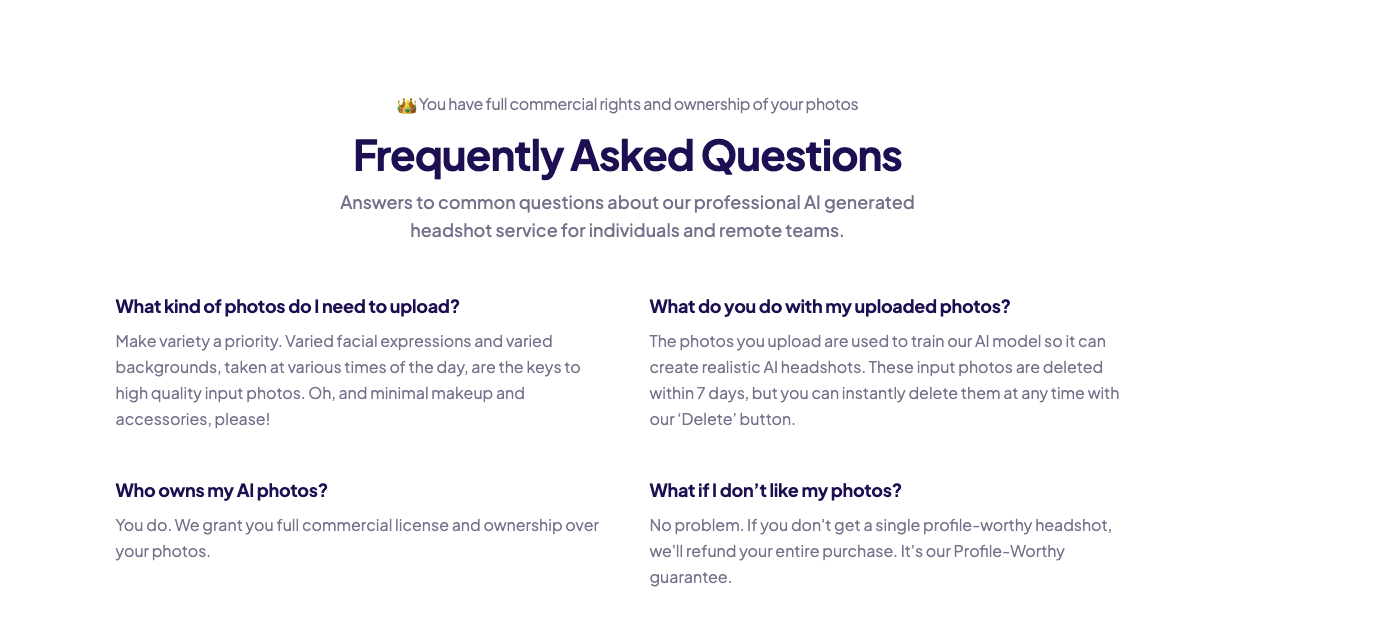 👑 You have full commercial rights and ownership of your photos
Frequently Asked Questions
Answers to common questions about our professional AI generated
headshot service for individuals and remote teams.
What kind of photos do I need to upload?
Make variety a priority. Varied facial expressions and varied
backgrounds, taken at various times of the day, are the keys to
high quality input photos. Oh, and minimal makeup and
accessories, please!
What do you do with my uploaded photos?
The photos you upload are used to train our AI model so it can
create realistic AI headshots. These input photos are deleted
within 7 days, but you can instantly delete them at any time with
our ‘Delete’ button.
Who owns my AI photos?
You do. We grant you full commercial license and ownership over
your photos.
What if I don’t like my photos?
No problem. If you don't get a single profile-worthy headshot,
we'll refund your entire purchase. It's our Profile-Worthy
guarantee.